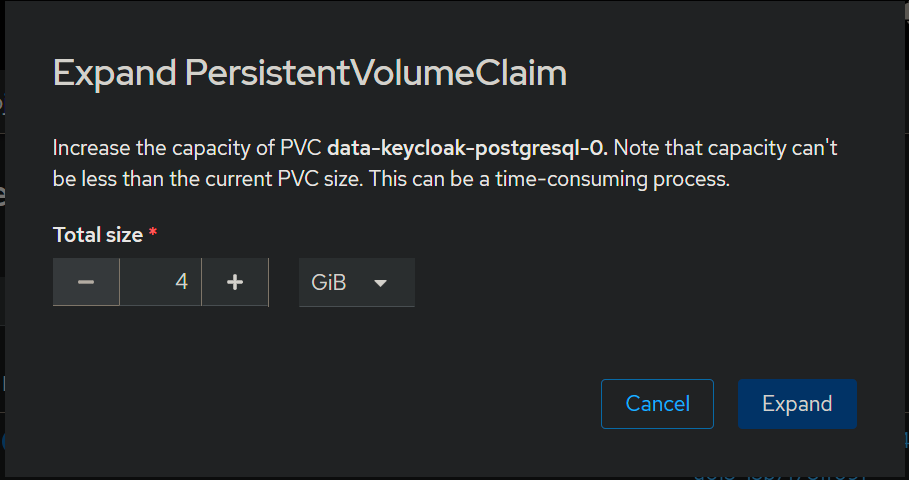 Expand PersistentVolumeClaim
Increase the capacity of PVC data-keycloak-postgresql-0. Note that capacity can't
be less than the current PVC size. This can be a time-consuming process.
Total size *
4
GiB
Cancel
Expand